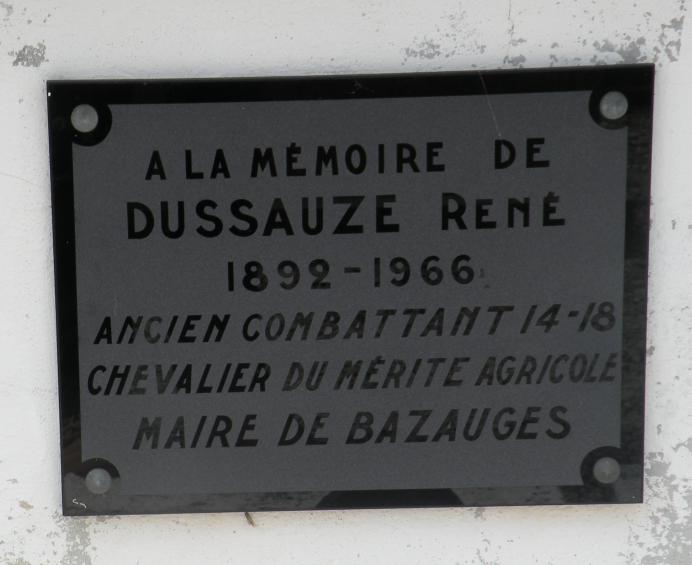 A LA MÉMOIRE DE
DUSSAUZE RENÉ
1892-1966
ANCIEN COMBATTANT 14-18
CHEVALIER DU MÉRITE AGRICOLE
MAIRE DE BAZAUGES